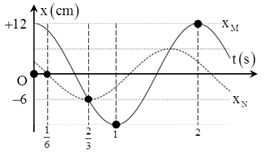 x (cm)
+12
x_M
t (s)
O
−6
x_N
1/6
2/3
1
2